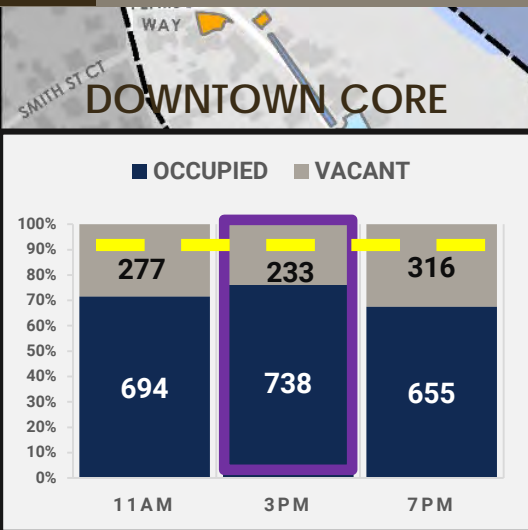 WAY
SMITH ST CT
DOWNTOWN CORE
OCCUPIED VACANT
100%
90%
80%
70%
60%
50%
40%
30%
20%
10%
0%
277 233 316
694 738 655
11AM 3PM 7PM